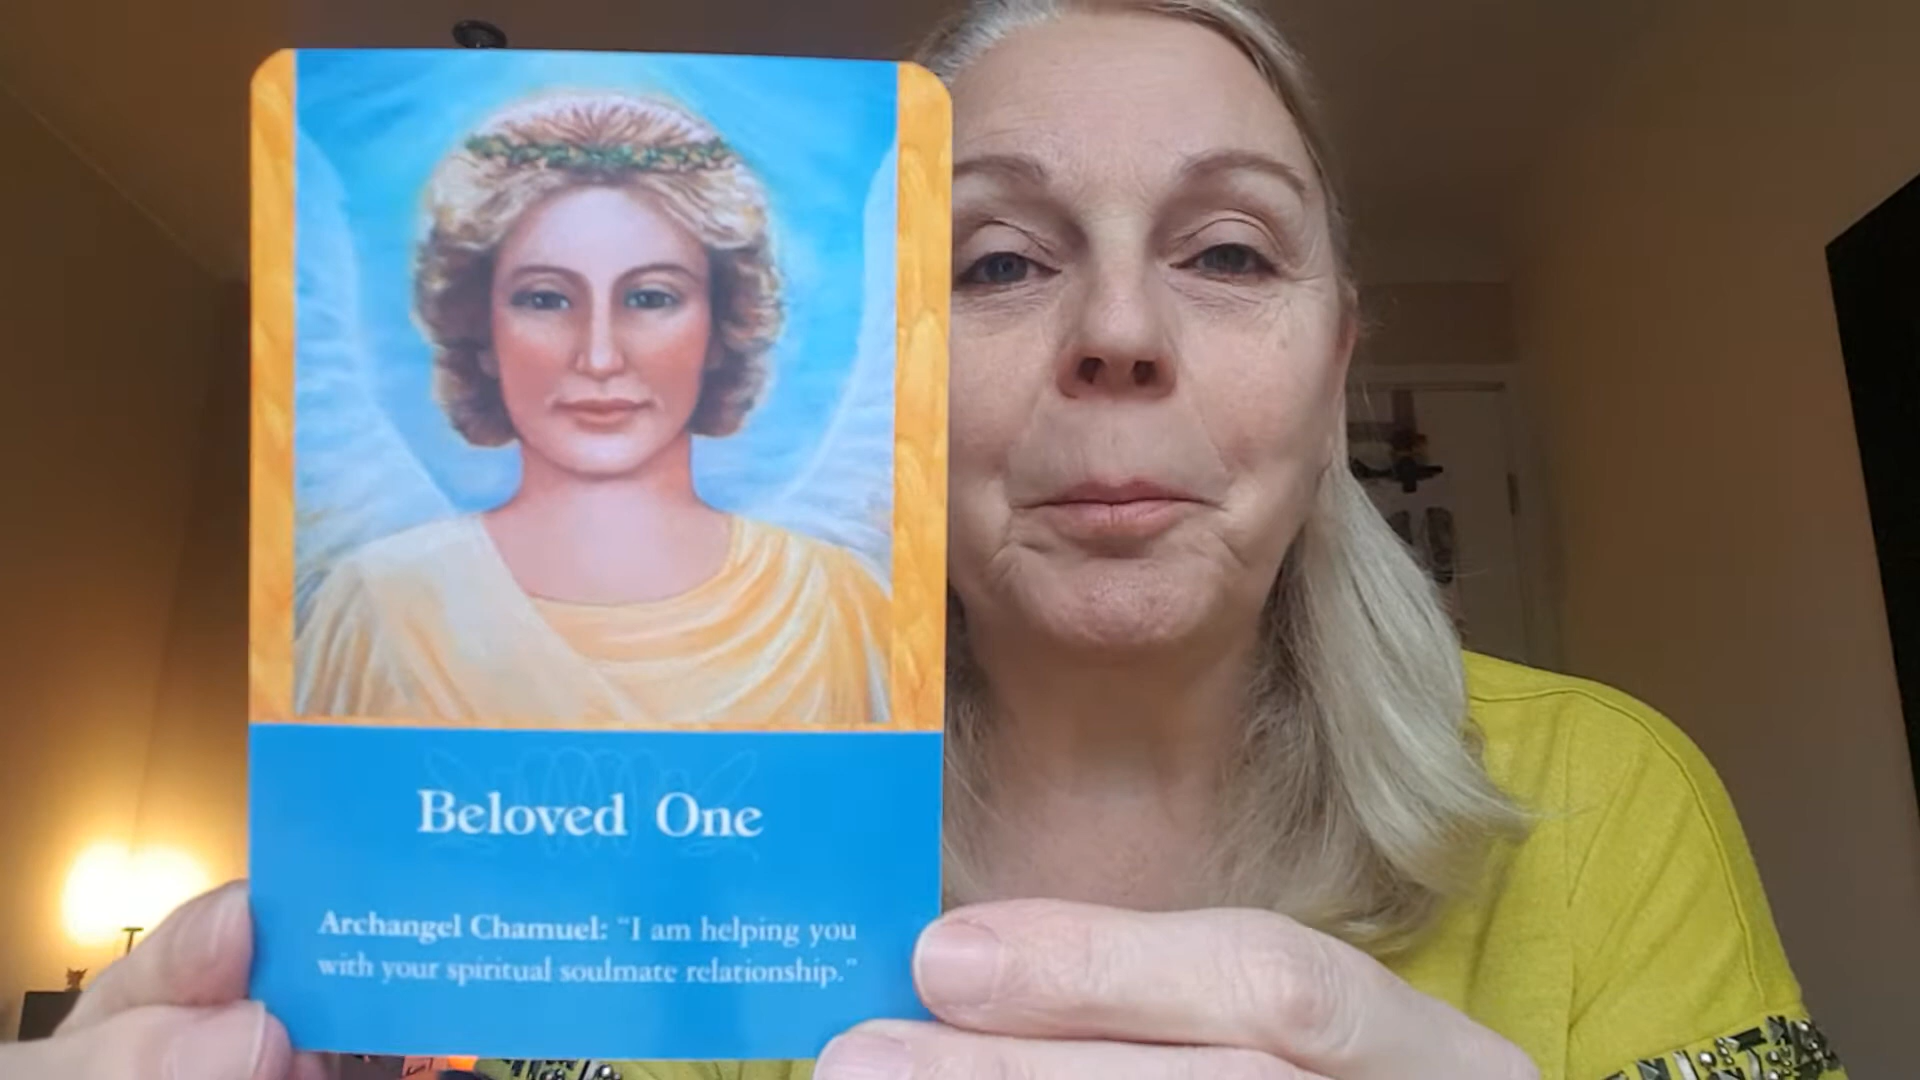 Beloved One
Archangel Chamuel: “I am helping you
with your spiritual soulmate relationship.”